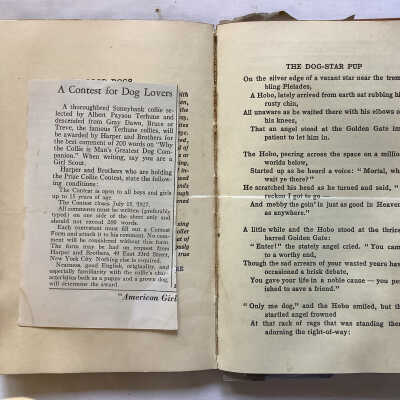 A Contest for Dog Lovers
A thoroughbred Sunnybank collie se-
lected by Albert Payson Terhune and
descended from Gray Dawn, Bruce or
Treve, the famous Terhune collies, will
be awarded by Harper and Brothers for
the best comment of 200 words on "Why
the Collie is Man's Greatest Dog Com-
panion." When writing, say you are a
Girl Scout.
Harper and Brothers who are holding
the Prize Collie Contest, state the follow-
ing conditions:
The Contest is open to all boys and girls
up to 15 years of age.
The Contest closes July 15, 1927.
All comments must be written (preferably
typed) on one side of the sheet only and
should not exceed 200 words.
Each contestant must fill out a Contest
Form and attach it to his comment. No com-
ment will be considered without this form.
The form may be had on request from
Harper and Brothers, 49 East 33rd Street,
New York City. Nothing else is required.
Neatness, good English, originality, and
especially familiarity with the collie's char-
acteristics both as a puppy and a grown dog
will determine the award.
"American Girl
THE DOG-STAR PUP
On the silver edge of a vacant star near the trem-
bling Pleiades,
A Hobo, lately arrived from earth sat rubbing his
rusty chin,
All unaware as he waited there with his elbows on
his knees,
That an angel stood at the Golden Gate im-
patient to let him in.
The Hobo, peering across the space on a million
worlds below,
Started up as he heard a voice: "Mortal, why
wait ye there?"
He scratched his head as he turned and said, "
reckon I got to go—
And mebby the goin' is just as good in Heaven
as anywhere."
A little while and the Hobo stood at the thrice-
barred Golden Gate:
"Enter!" the stately angel cried. "You came
to a worthy end,
Though the sad arrears of your wasted years have
occasioned a brisk debate,
You gave your life in a noble cause — you per-
ished to save a friend."
"Only me dog," and the Hobo smiled, but the
startled angel frowned
At that rack of rags that was standing there
adorning the right-of-way: